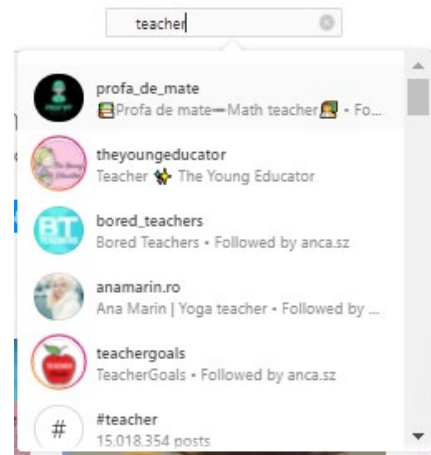 teacher
profa_de_mate
📒Profa de mate➖Math teacher👩‍🏫 • Fo...
theyoungeducator
Teacher ✨ The Young Educator
BT
TEACHERS
bored_teachers
Bored Teachers • Followed by anca.sz
anamarin.ro
Ana Marin | Yoga teacher • Followed by ...
teachergoals
TeacherGoals • Followed by anca.sz
#
#teacher
15.018.354 posts